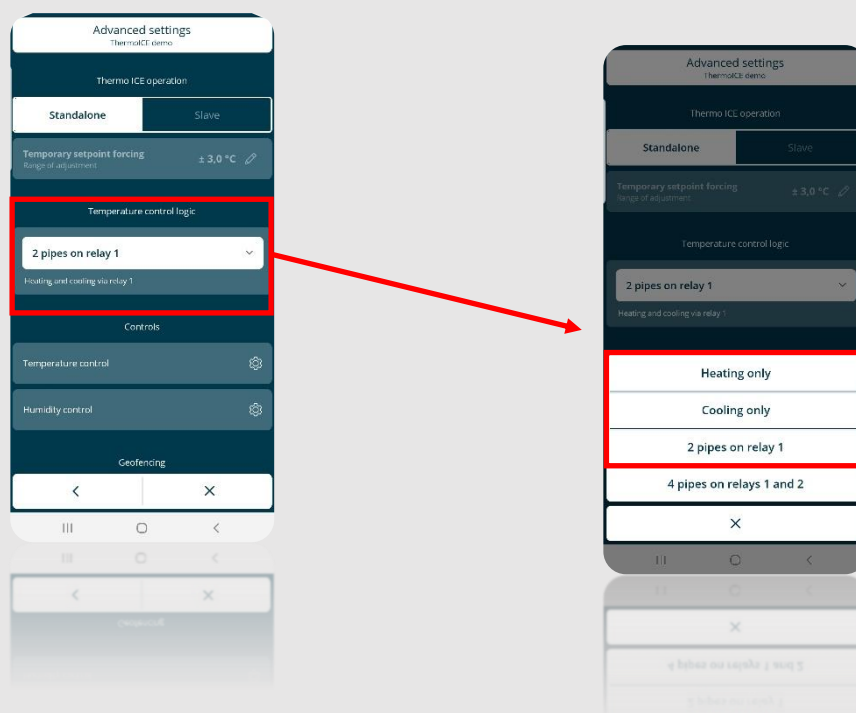 Advanced settings
ThermoICE demo
Thermo ICE operation
Standalone
Slave
Temporary setpoint forcing
Range of adjustment
± 3,0 °C
Temperature control logic
2 pipes on relay 1
Heating and cooling via relay 1
Controls
Temperature control
Humidity control
Geofencing
Advanced settings
ThermoICE demo
Thermo ICE operation
Standalone
Slave
Temporary setpoint forcing
Range of adjustment
± 3,0 °C
Temperature control logic
2 pipes on relay 1
Heating and cooling via relay 1
Heating only
Cooling only
2 pipes on relay 1
4 pipes on relays 1 and 2